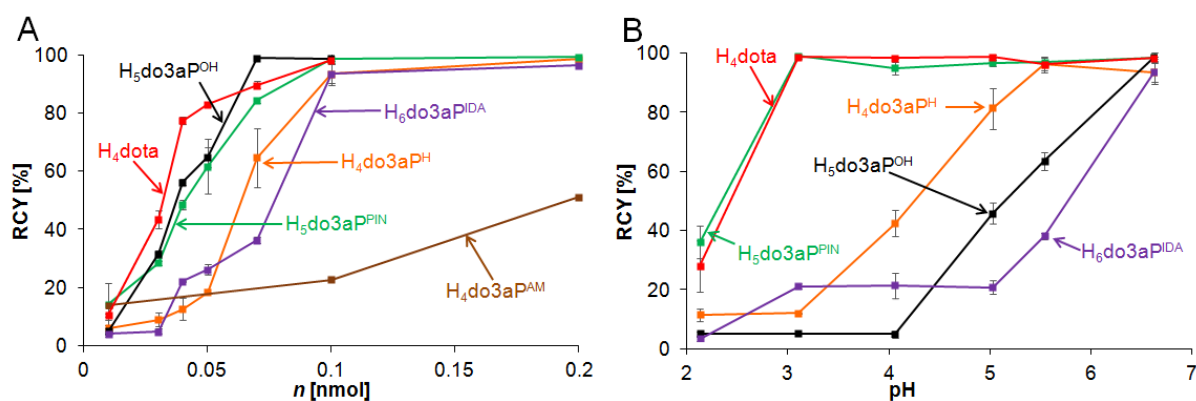 A
100
80
60
40
20
0
RCY [%]
0
0.05
0.1
0.15
0.2
n [nmol]
H₅do3aPᴼᴴ
H₄dota
H₆do3aPᴵᴰᴬ
H₄do3aPᴴ
H₅do3aPᴾᴵᴺ
H₄do3aPᴬᴹ
B
100
80
60
40
20
0
RCY [%]
2
3
4
5
6
7
pH
H₄dota
H₄do3aPᴴ
H₅do3aPᴼᴴ
H₅do3aPᴾᴵᴺ
H₆do3aPᴵᴰᴬ